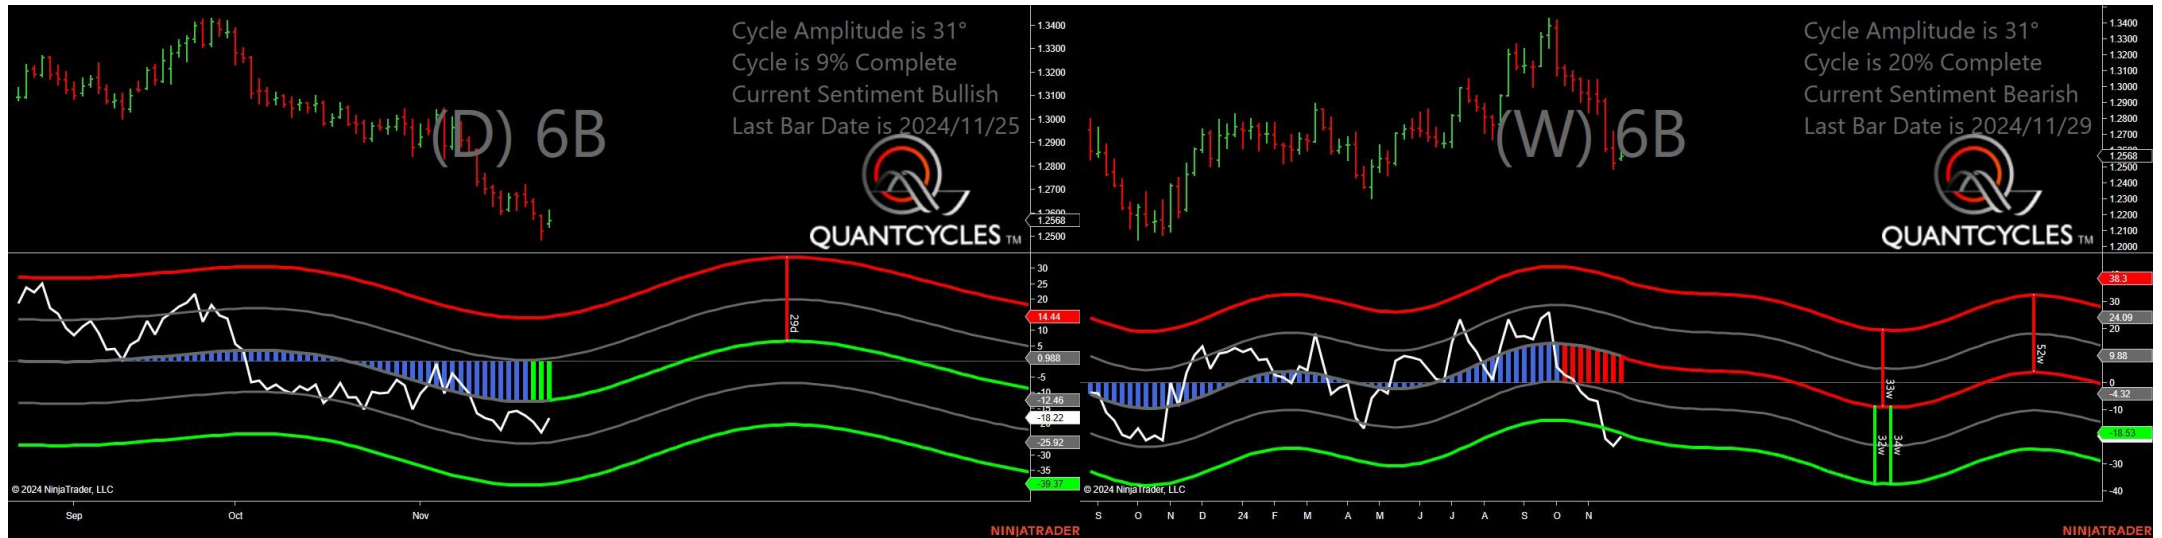 Cycle Amplitude is 31°
Cycle is 9% Complete
Current Sentiment Bullish
Last Bar Date is 2024/11/25
(D) 6B
QUANTCYCLES TM
1.3400
1.3300
1.3200
1.3100
1.3000
1.2900
1.2800
1.2700
1.2600
1.2568
1.2500
30
25
20
14.44
10
5
0.988
-5
-10
-12.46
-15
-18.22
-25.92
-30
-35
-39.37
29d
© 2024 NinjaTrader, LLC
Sep
Oct
Nov
NINJATRADER
Cycle Amplitude is 31°
Cycle is 20% Complete
Current Sentiment Bearish
Last Bar Date is 2024/11/29
(W) 6B
QUANTCYCLES TM
1.3400
1.3300
1.3200
1.3100
1.3000
1.2900
1.2800
1.2700
1.2568
1.2500
1.2400
1.2300
1.2200
1.2100
1.2000
38.3
30
24.09
20
9.88
0
-4.32
-10
-18.53
-30
-40
33w
32w
34w
52w
© 2024 NinjaTrader, LLC
S
O
N
D
24
F
M
A
M
J
J
A
S
O
N
NINJATRADER